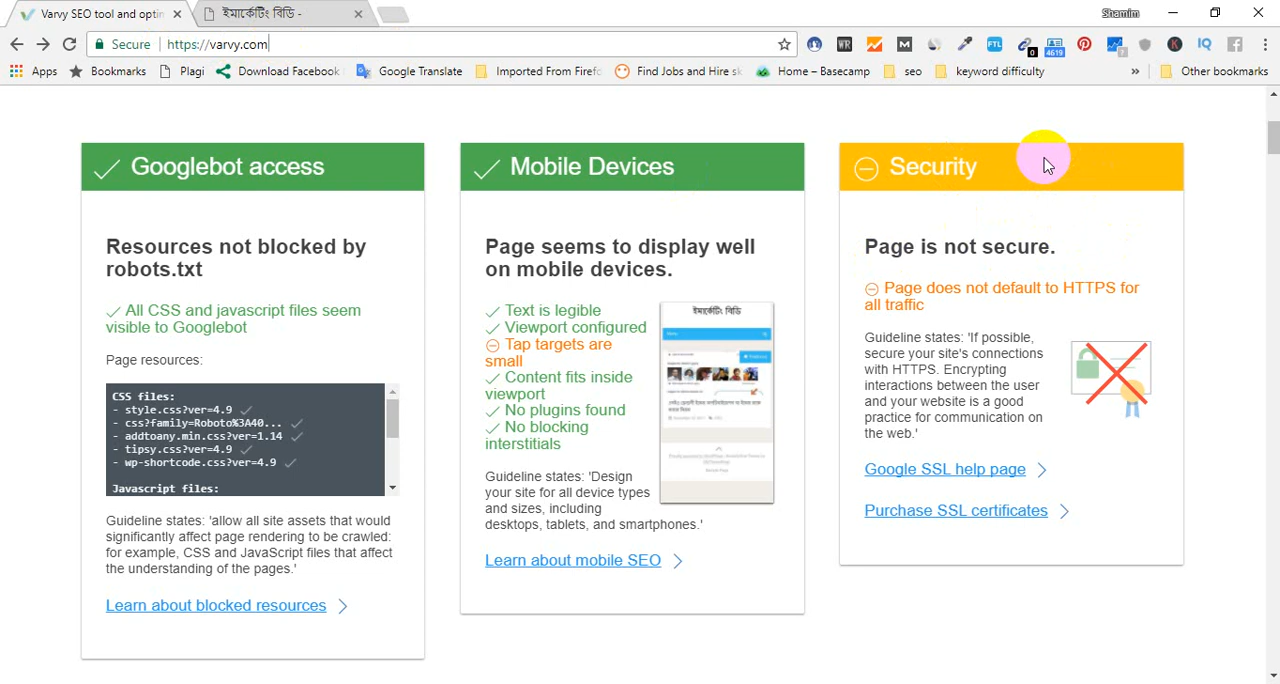 Varvy SEO tool and optin
ইমার্কেটিং বিডি -
Shamim
Secure
https://varvy.com
0
4619
?
Apps
Bookmarks
Plagi
Download Facebook
Google Translate
Imported From Firefo
Find Jobs and Hire sk
Home – Basecamp
seo
keyword difficulty
»
Other bookmarks
Googlebot access
Resources not blocked by
robots.txt
All CSS and javascript files seem
visible to Googlebot
Page resources:
CSS files:
- style.css?ver=4.9
- css?family=Roboto%3A40...
- addtoany.min.css?ver=1.14
- tipsy.css?ver=4.9
- wp-shortcode.css?ver=4.9
Javascript files:
Guideline states: 'allow all site assets that would
significantly affect page rendering to be crawled:
for example, CSS and JavaScript files that affect
the understanding of the pages.'
Learn about blocked resources
Mobile Devices
Page seems to display well
on mobile devices.
Text is legible
Viewport configured
Tap targets are
small
Content fits inside
viewport
No plugins found
No blocking
interstitials
ইমার্কেটিং বিডি
Guideline states: 'Design
your site for all device types
and sizes, including
desktops, tablets, and smartphones.'
Learn about mobile SEO
Security
Page is not secure.
Page does not default to HTTPS for
all traffic
Guideline states: 'If possible,
secure your site's connections
with HTTPS. Encrypting
interactions between the user
and your website is a good
practice for communication on
the web.'
Google SSL help page
Purchase SSL certificates